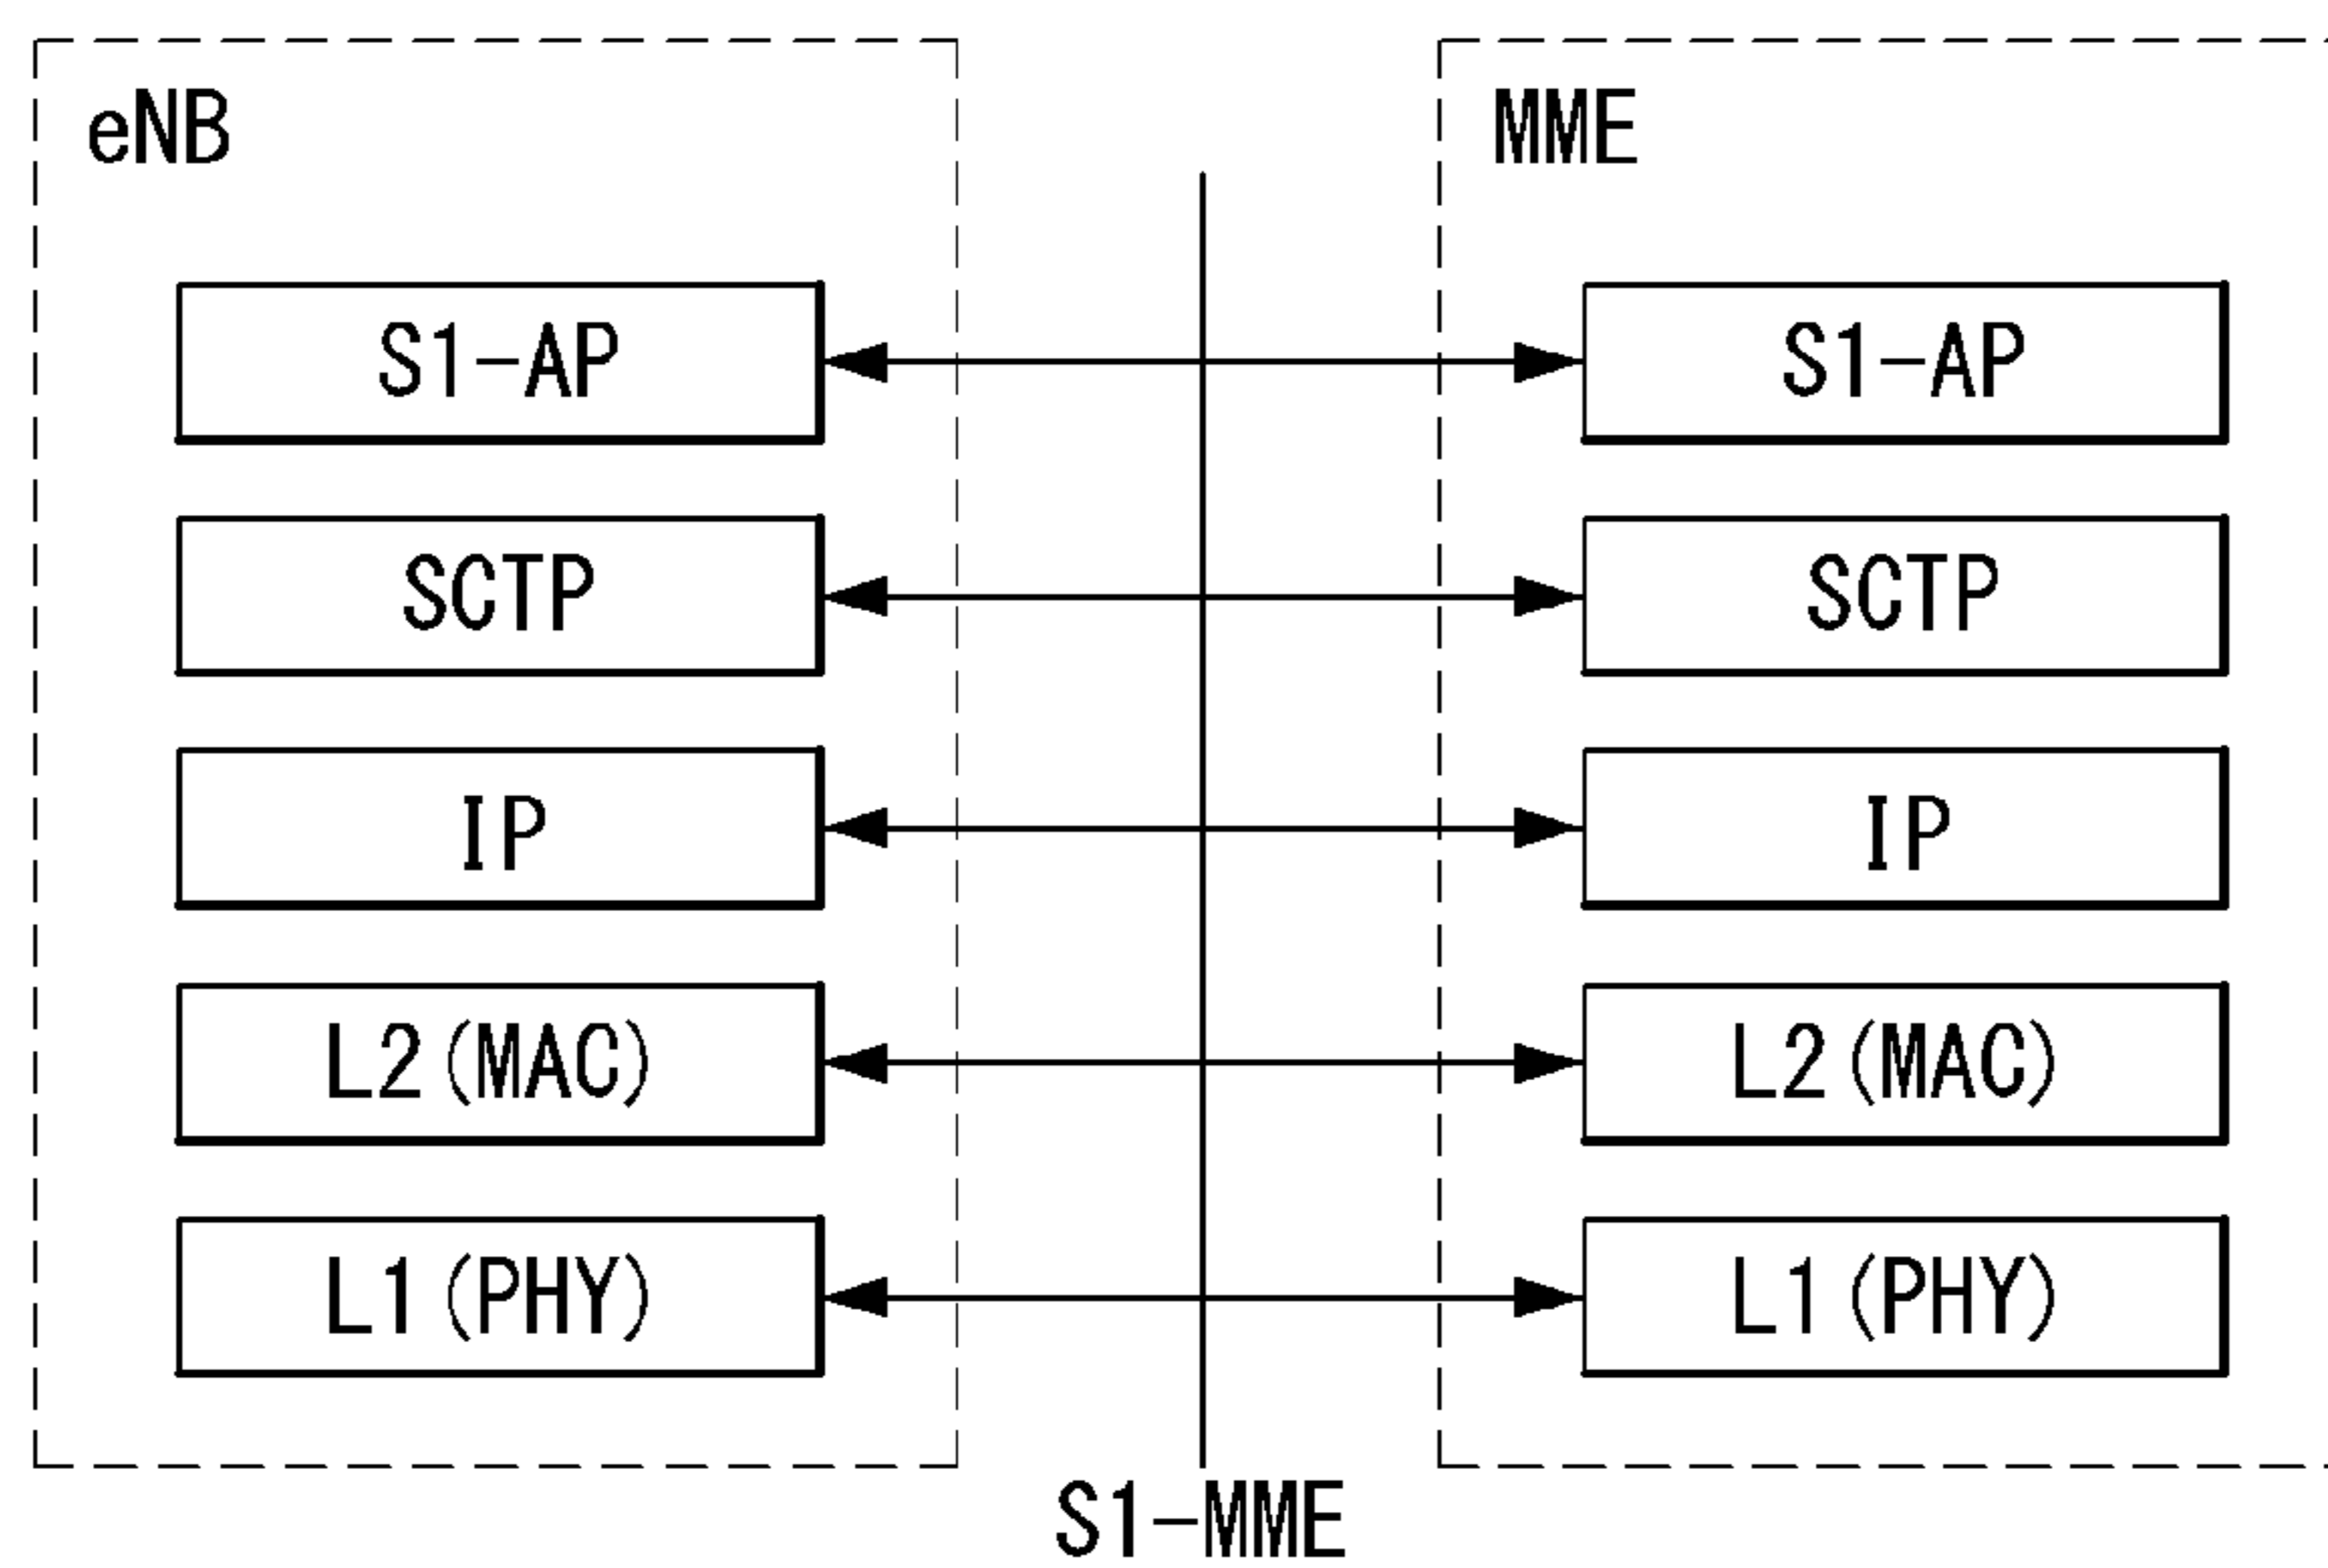 eNB
MME
S1-AP
S1-AP
SCTP
SCTP
IP
IP
L2(MAC)
L2(MAC)
L1(PHY)
L1(PHY)
S1-MME